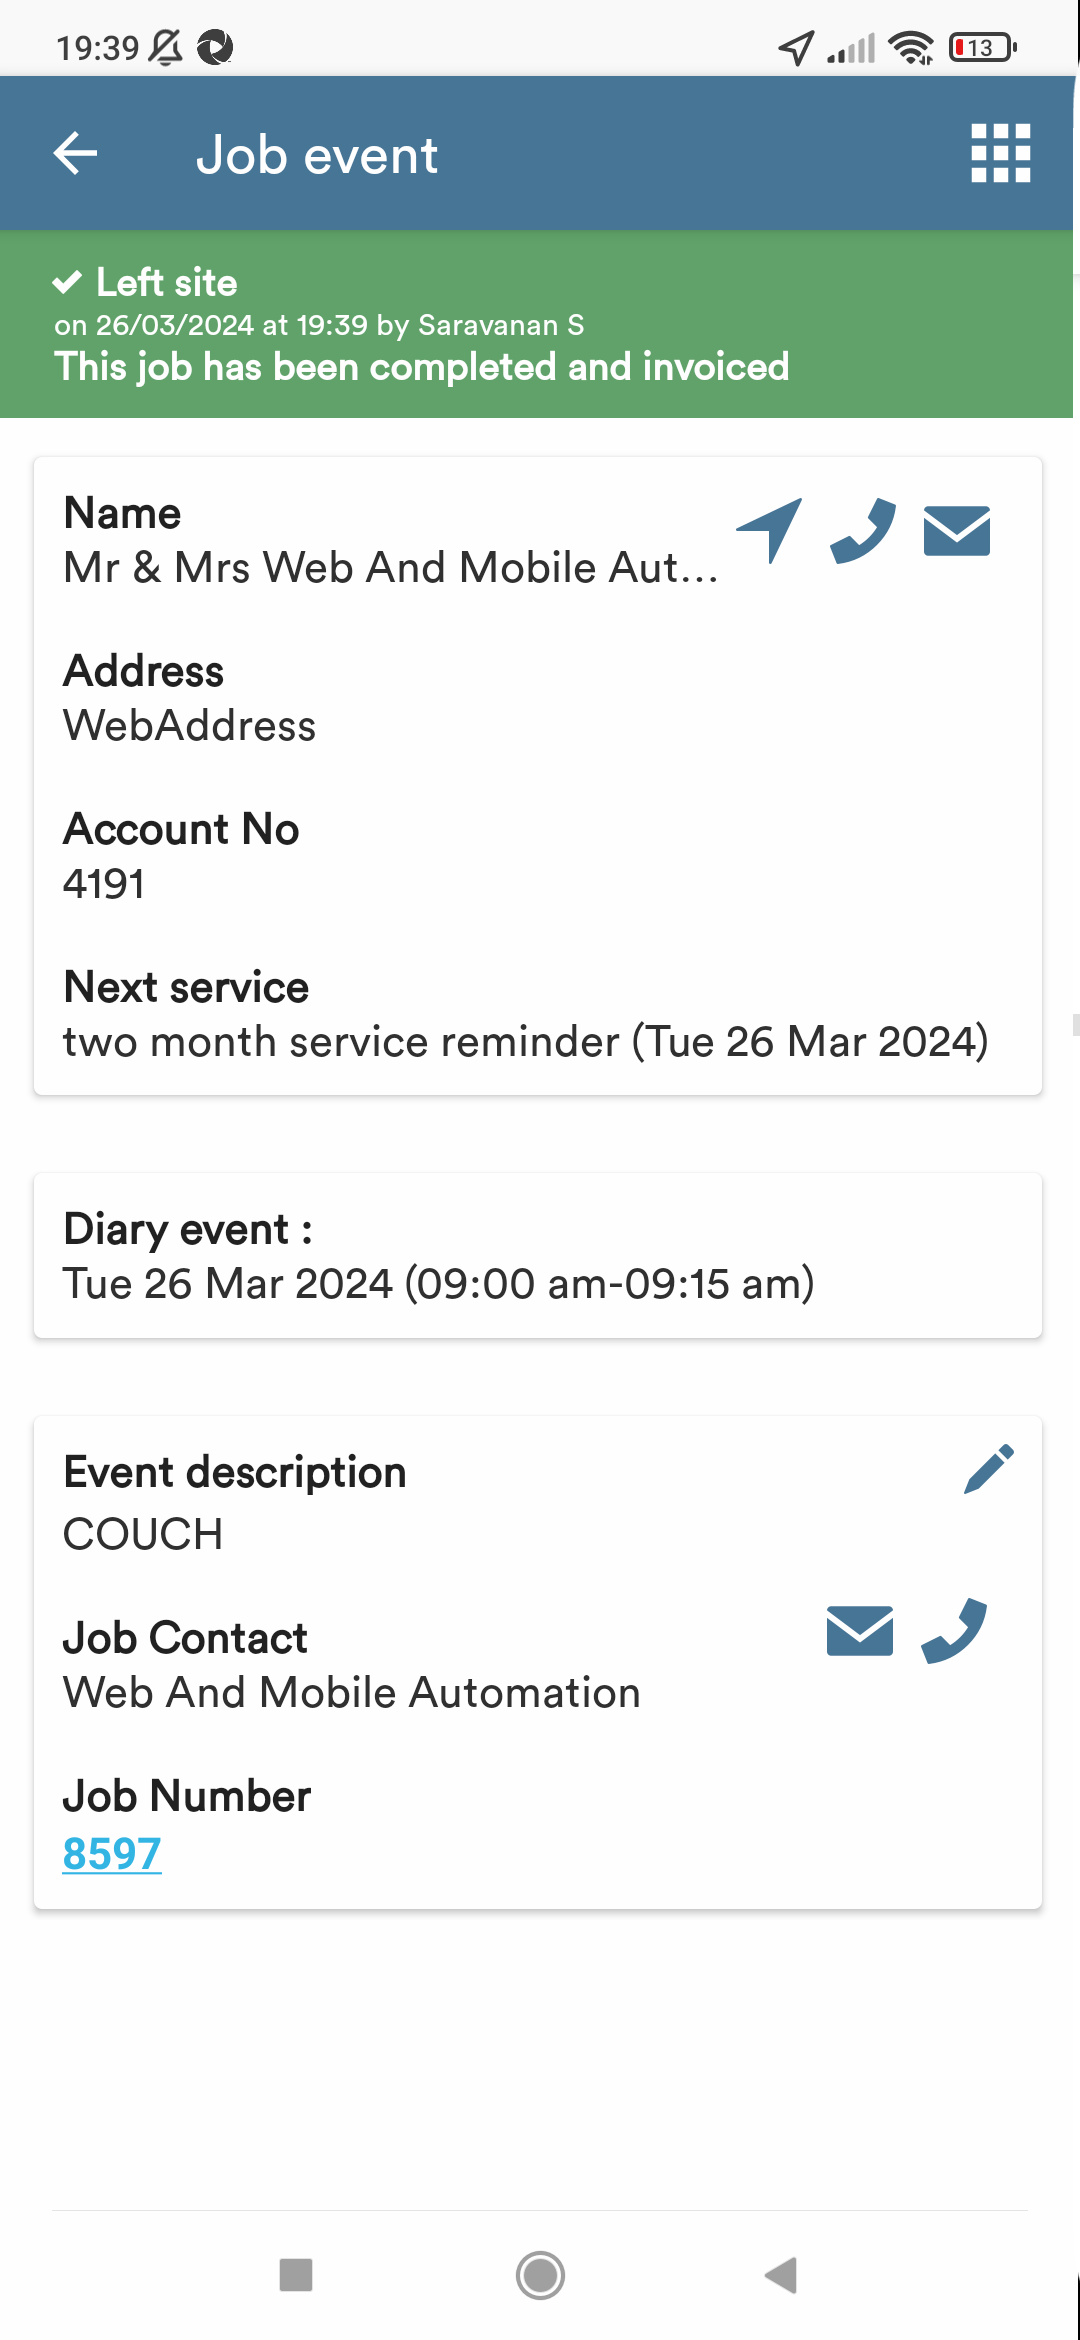 19:39
13
Job event
Left site
on 26/03/2024 at 19:39 by Saravanan S
This job has been completed and invoiced
Name
Mr & Mrs Web And Mobile Aut...
Address
WebAddress
Account No
4191
Next service
two month service reminder (Tue 26 Mar 2024)
Diary event :
Tue 26 Mar 2024 (09:00 am-09:15 am)
Event description
COUCH
Job Contact
Web And Mobile Automation
Job Number
8597